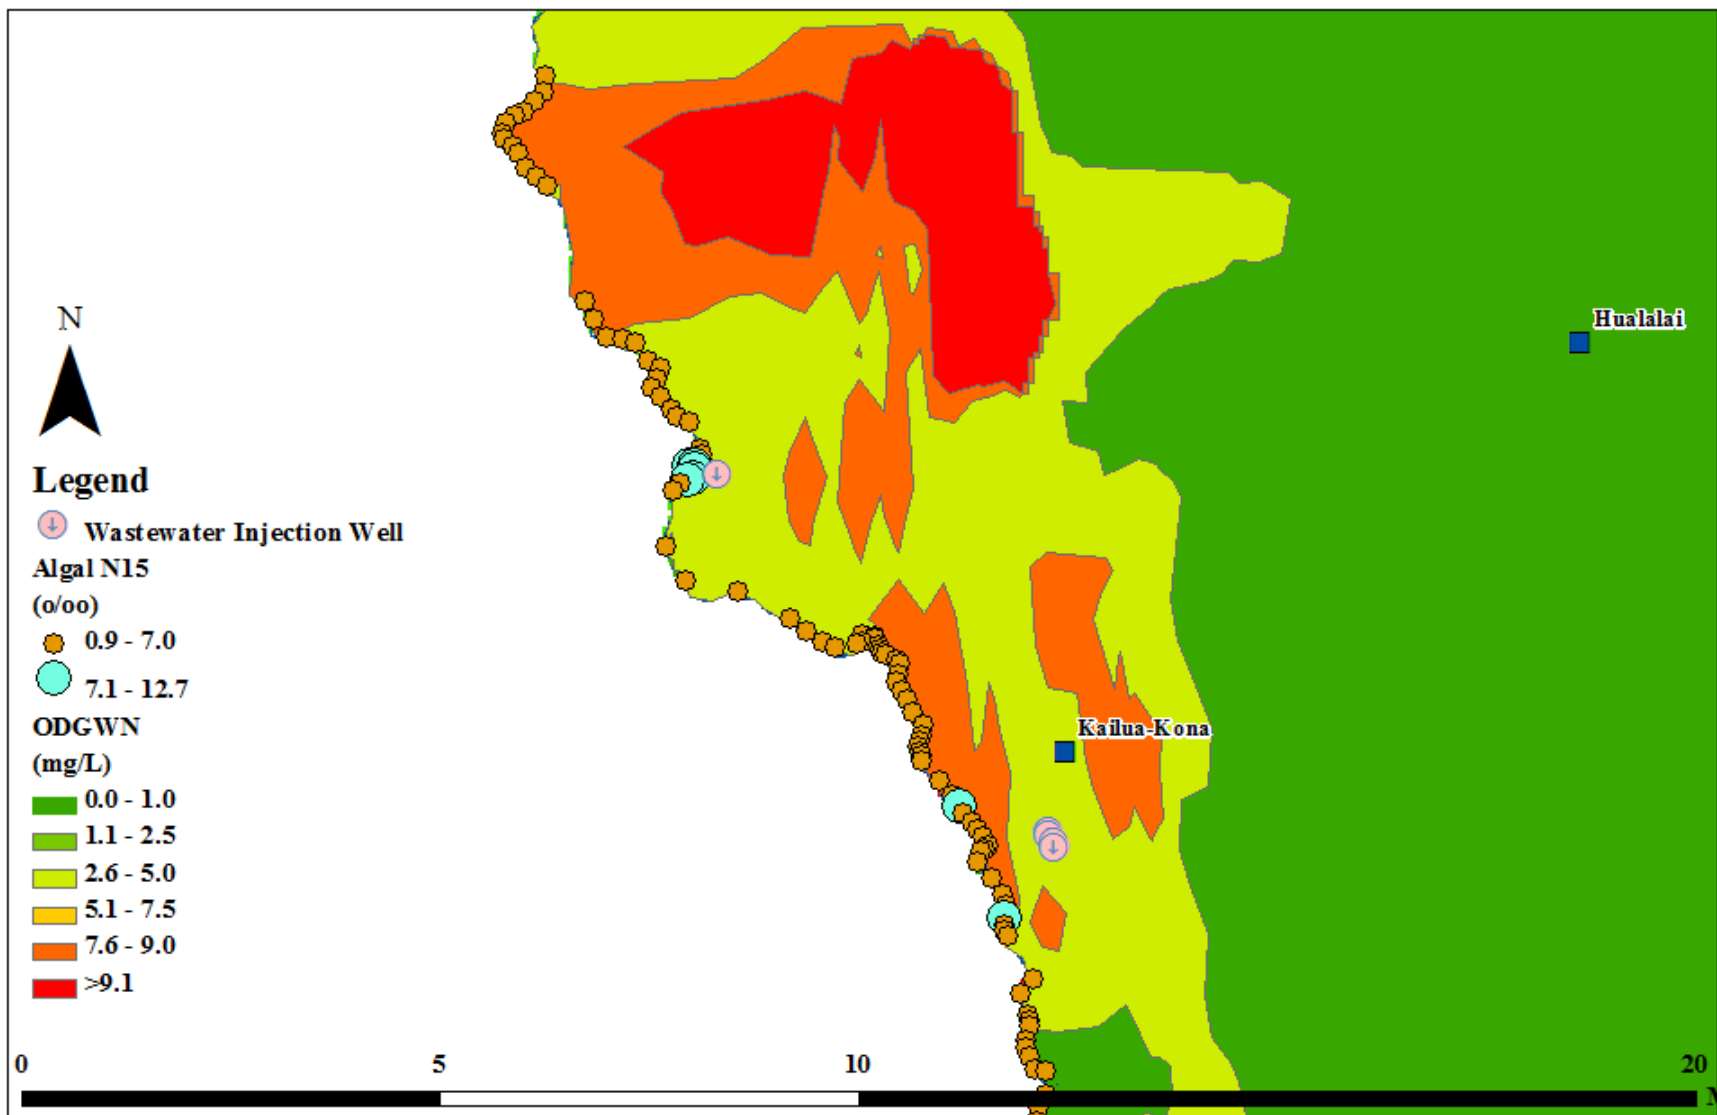 Hualalai
N
Legend
Wastewater Injection Well
Algal N15
(o/oo)
0.9 - 7.0
7.1 - 12.7
ODGWN
(mg/L)
0.0 - 1.0
1.1 - 2.5
2.6 - 5.0
5.1 - 7.5
7.6 - 9.0
>9.1
Kailua-Kona
0 5 10 20